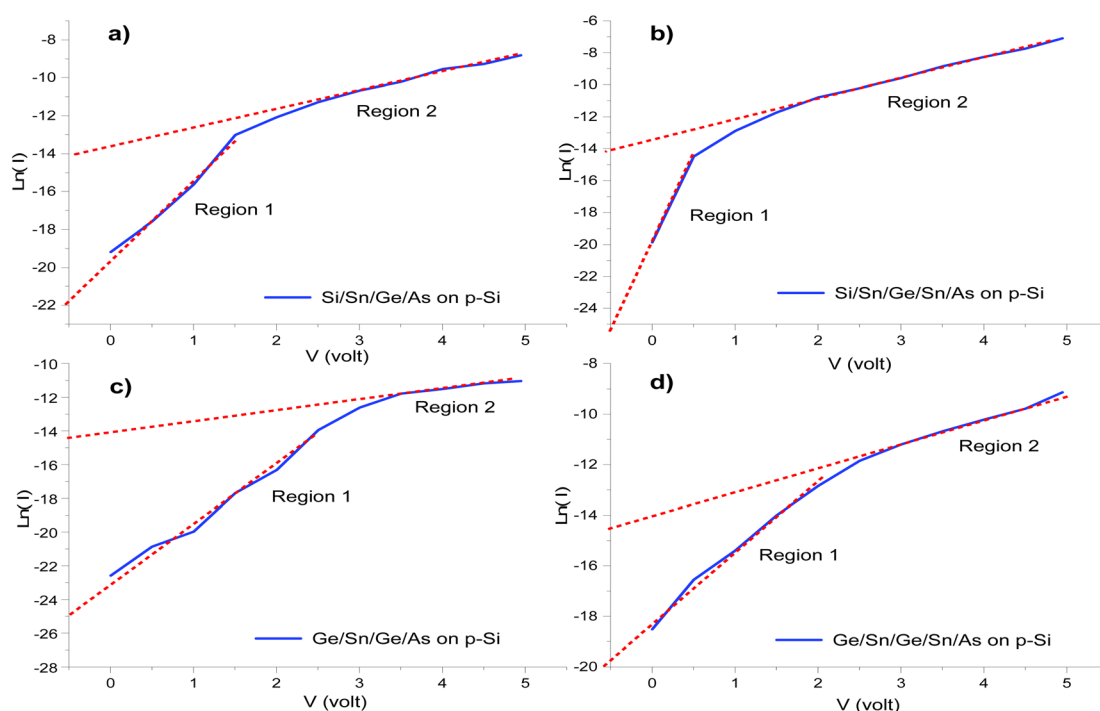 a)
-8
-10
-12
-14
-16
-18
-20
-22
Ln( I )
Region 2
Region 1
Si/Sn/Ge/As on p-Si
0 1 2 3 4 5
V (volt)
b)
-6
-8
-10
-12
-14
-16
-18
-20
-22
-24
Ln( I )
Region 2
Region 1
Si/Sn/Ge/Sn/As on p-Si
0 1 2 3 4 5
V (volt)
c)
-10
-12
-14
-16
-18
-20
-22
-24
-26
-28
Ln( I )
Region 2
Region 1
Ge/Sn/Ge/As on p-Si
0 1 2 3 4 5
V (volt)
d)
-8
-10
-12
-14
-16
-18
-20
Ln( I )
Region 2
Region 1
Ge/Sn/Ge/Sn/As on p-Si
0 1 2 3 4 5
V (volt)